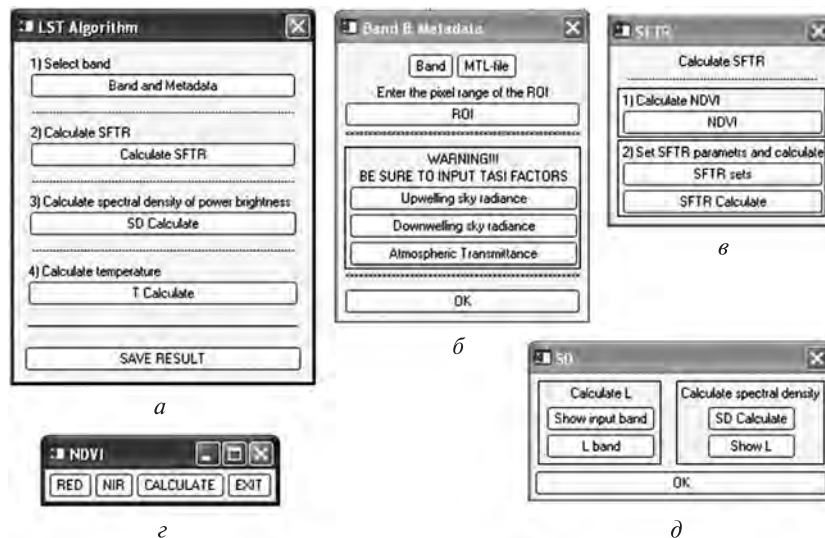 LST Algorithm
1) Select band
Band and Metadata
2) Calculate SFTR
Calculate SFTR
3) Calculate spectral density of power brightness
SD Calculate
4) Calculate temperature
T Calculate
SAVE RESULT
а
Band & Metadata
Band MTL-file
Enter the pixel range of the ROI
ROI
WARNING!!!
BE SURE TO INPUT TASI FACTORS
Upwelling sky radiance
Downwelling sky radiance
Atmospheric Transmittance
OK
б
SFTR
Calculate SFTR
1) Calculate NDVI
NDVI
2) Set SFTR parametrs and calculate
SFTR sets
SFTR Calculate
в
NDVI
RED NIR CALCULATE EXIT
г
SD
Calculate L
Show input band
L band
Calculate spectral density
SD Calculate
Show L
OK
д